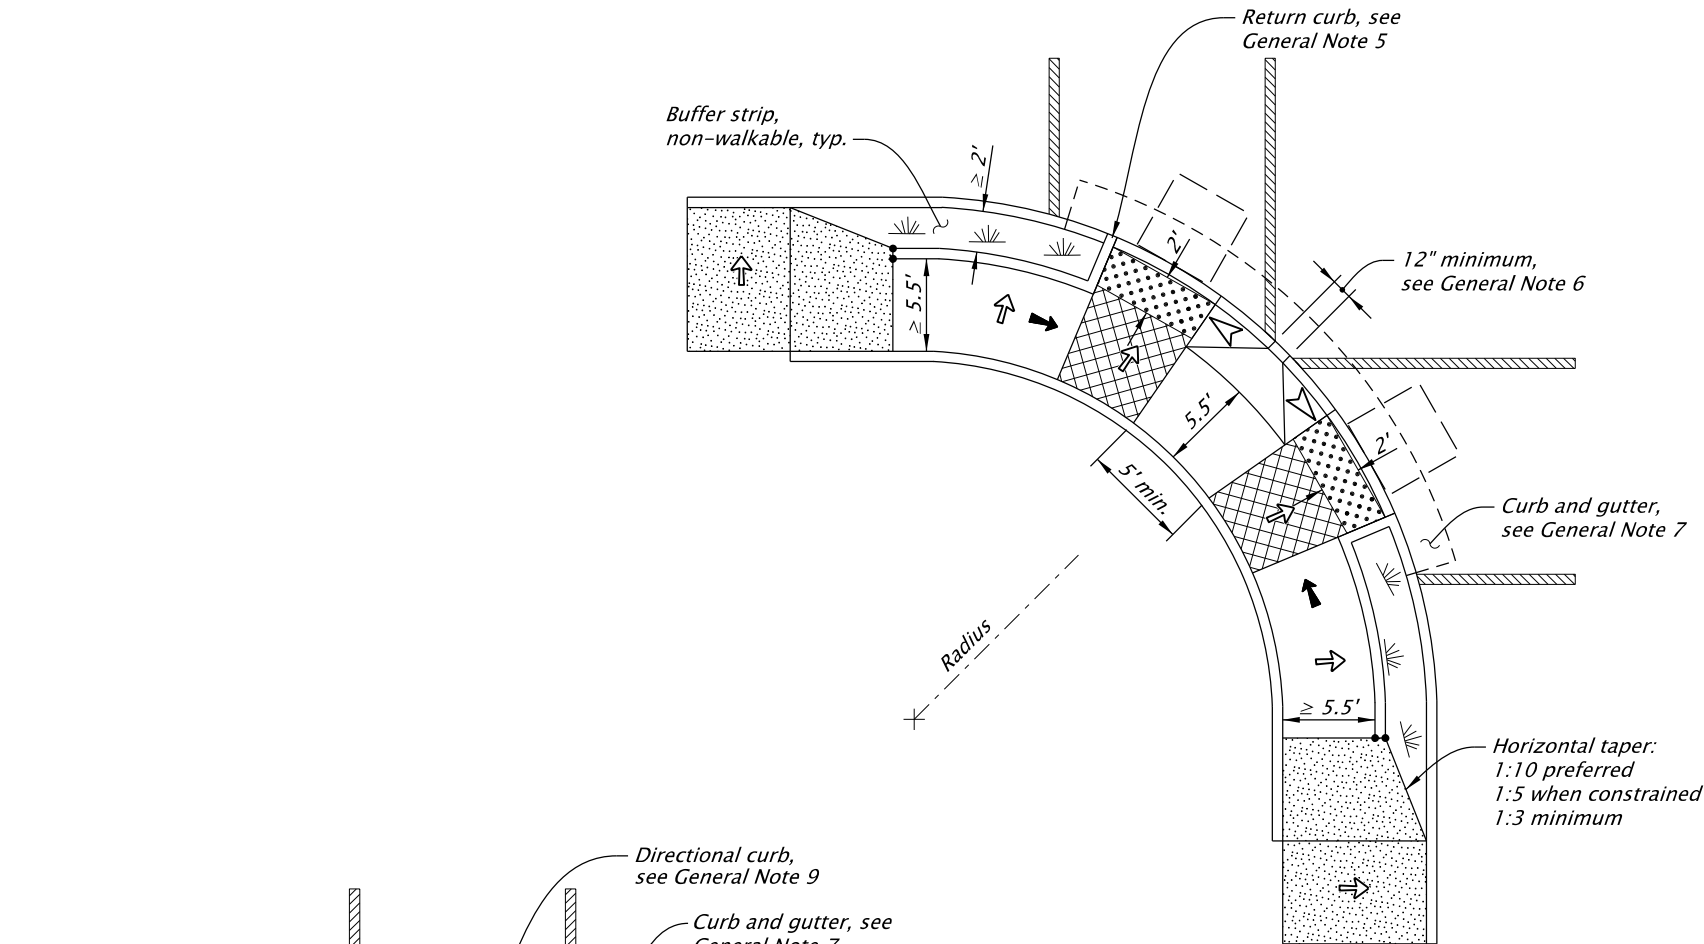 Return curb, see
General Note 5
Buffer strip,
non-walkable, typ.
≥ 2'
2'
12" minimum,
see General Note 6
≥ 5.5'
5.5'
2'
5' min.
Curb and gutter,
see General Note 7
Radius
≥ 5.5'
Horizontal taper:
1:10 preferred
1:5 when constrained
1:3 minimum
Directional curb,
see General Note 9
Curb and gutter, see
General Note 7